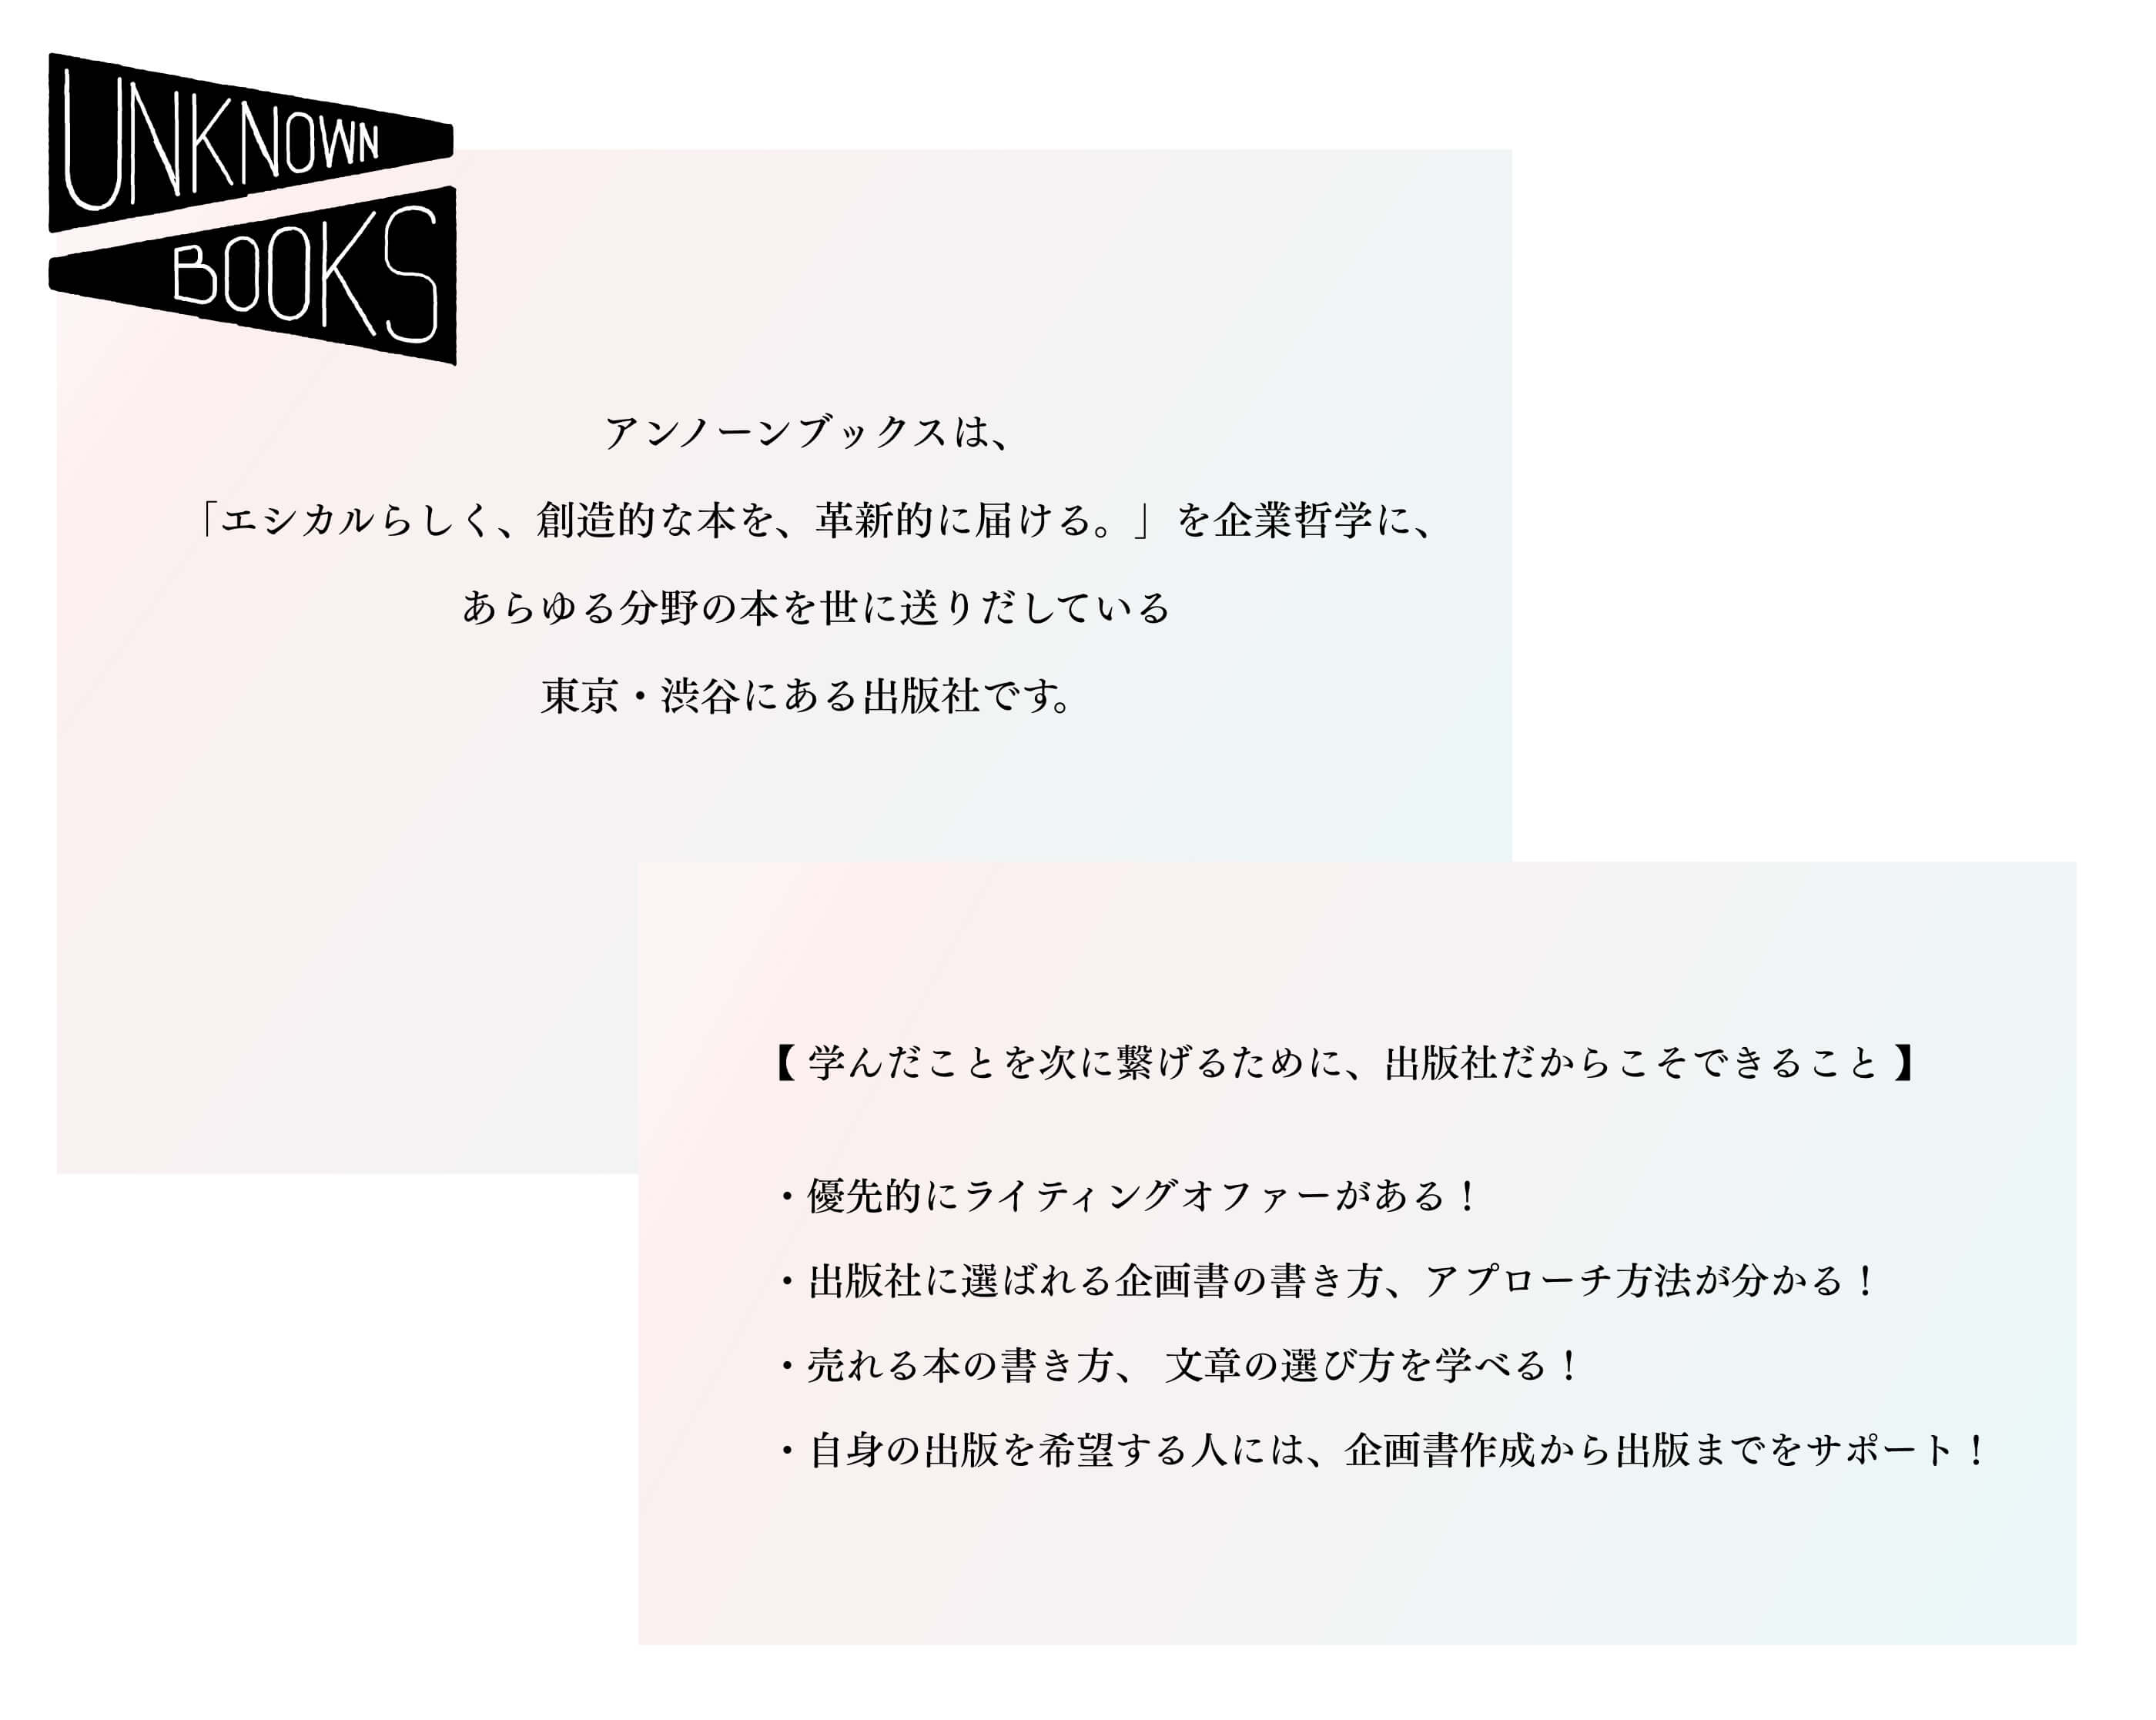 UNKNOWN
BOOKS
アンノーンブックスは、
「エシカルらしく、創造的な本を、革新的に届ける。」を企業哲学に、
あらゆる分野の本を世に送りだしている
東京・渋谷にある出版社です。
【 学んだことを次に繋げるために、出版社だからこそできること 】
・優先的にライティングオファーがある！
・出版社に選ばれる企画書の書き方、アプローチ方法が分かる！
・売れる本の書き方、 文章の選び方を学べる！
・自身の出版を希望する人には、企画書作成から出版までをサポート！